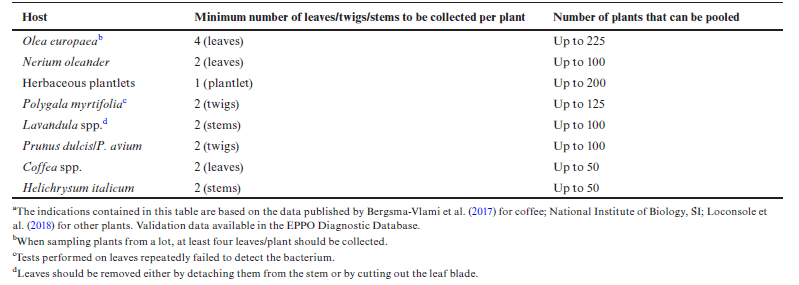 Host Minimum number of leaves/twigs/stems to be collected per plant Number of plants that can be pooled
Olea europaeaᵇ 4 (leaves) Up to 225
Nerium oleander 2 (leaves) Up to 100
Herbaceous plantlets 1 (plantlet) Up to 200
Polygala myrtifoliaᶜ 2 (twigs) Up to 125
Lavandula spp.ᵈ 2 (stems) Up to 100
Prunus dulcis/P. avium 2 (twigs) Up to 100
Coffea spp. 2 (leaves) Up to 50
Helichrysum italicum 2 (stems) Up to 50
ᵃThe indications contained in this table are based on the data published by Bergsma-Vlami et al. (2017) for coffee; National Institute of Biology, SI; Loconsole et
al. (2018) for other plants. Validation data available in the EPPO Diagnostic Database.
ᵇWhen sampling plants from a lot, at least four leaves/plant should be collected.
ᶜTests performed on leaves repeatedly failed to detect the bacterium.
ᵈLeaves should be removed either by detaching them from the stem or by cutting out the leaf blade.